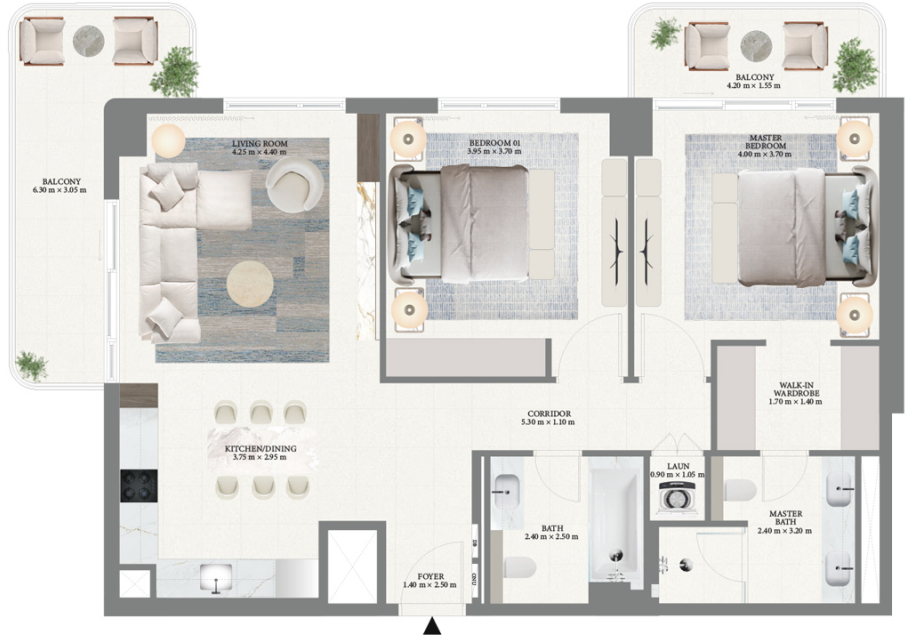 BALCONY
4.20 m × 1.55 m
LIVING ROOM
4.25 m × 4.40 m
BEDROOM 01
3.95 m × 3.70 m
MASTER
BEDROOM
4.00 m × 3.70 m
BALCONY
6.30 m × 3.05 m
WALK-IN
WARDROBE
1.70 m × 1.40 m
CORRIDOR
5.30 m × 1.10 m
KITCHEN/DINING
3.75 m × 2.95 m
LAUN
0.90 m × 1.05 m
BATH
2.40 m × 2.50 m
MASTER
BATH
2.40 m × 3.20 m
DB
ONU
FOYER
1.40 m × 2.50 m